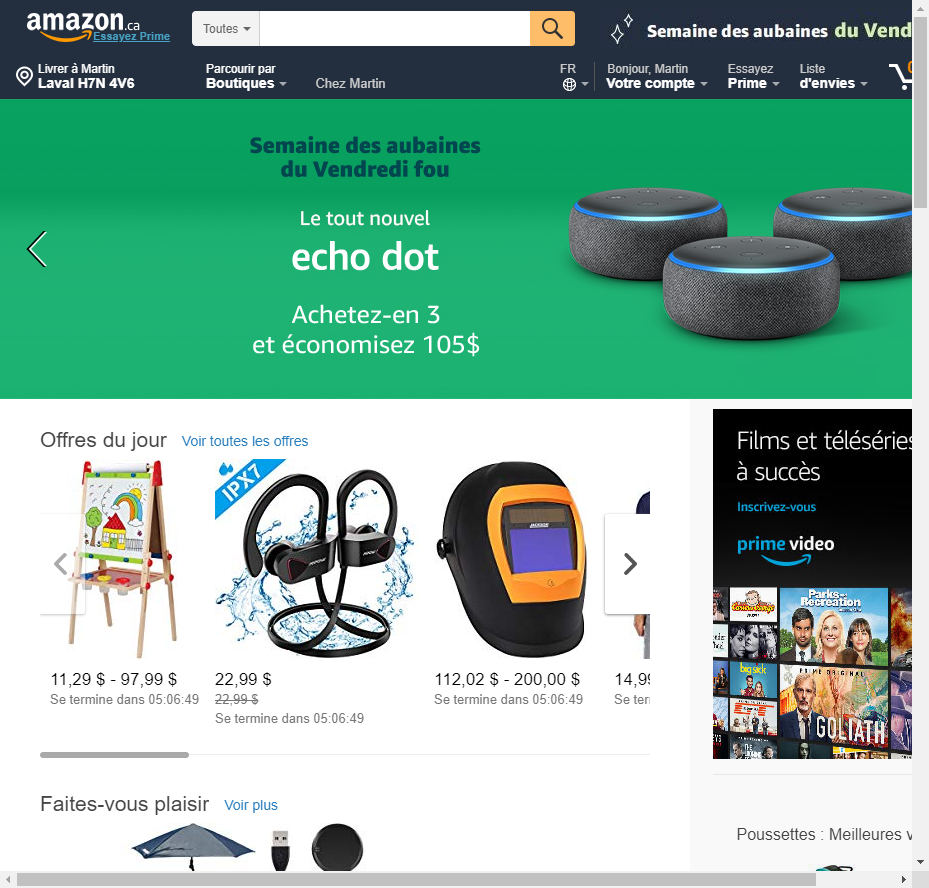 amazon.ca
Essayez Prime
Toutes
Semaine des aubaines du Vend
Livrer à Martin
Laval H7N 4V6
Parcourir par
Boutiques
Chez Martin
FR
Bonjour, Martin
Votre compte
Essayez
Prime
Liste
d'envies
Semaine des aubaines
du Vendredi fou
Le tout nouvel
echo dot
Achetez-en 3
et économisez 105$
Offres du jour
Voir toutes les offres
IPX7
11,29 $ - 97,99 $
Se termine dans 05:06:49
22,99 $
22,99 $
Se termine dans 05:06:49
112,02 $ - 200,00 $
Se termine dans 05:06:49
14,99
Se ter
Films et téléséries
à succès
Inscrivez-vous
prime video
Parks and
Recreation
big sick
PRIME ORIGINAL
GOLIATH
Faites-vous plaisir
Voir plus
Poussettes : Meilleures v